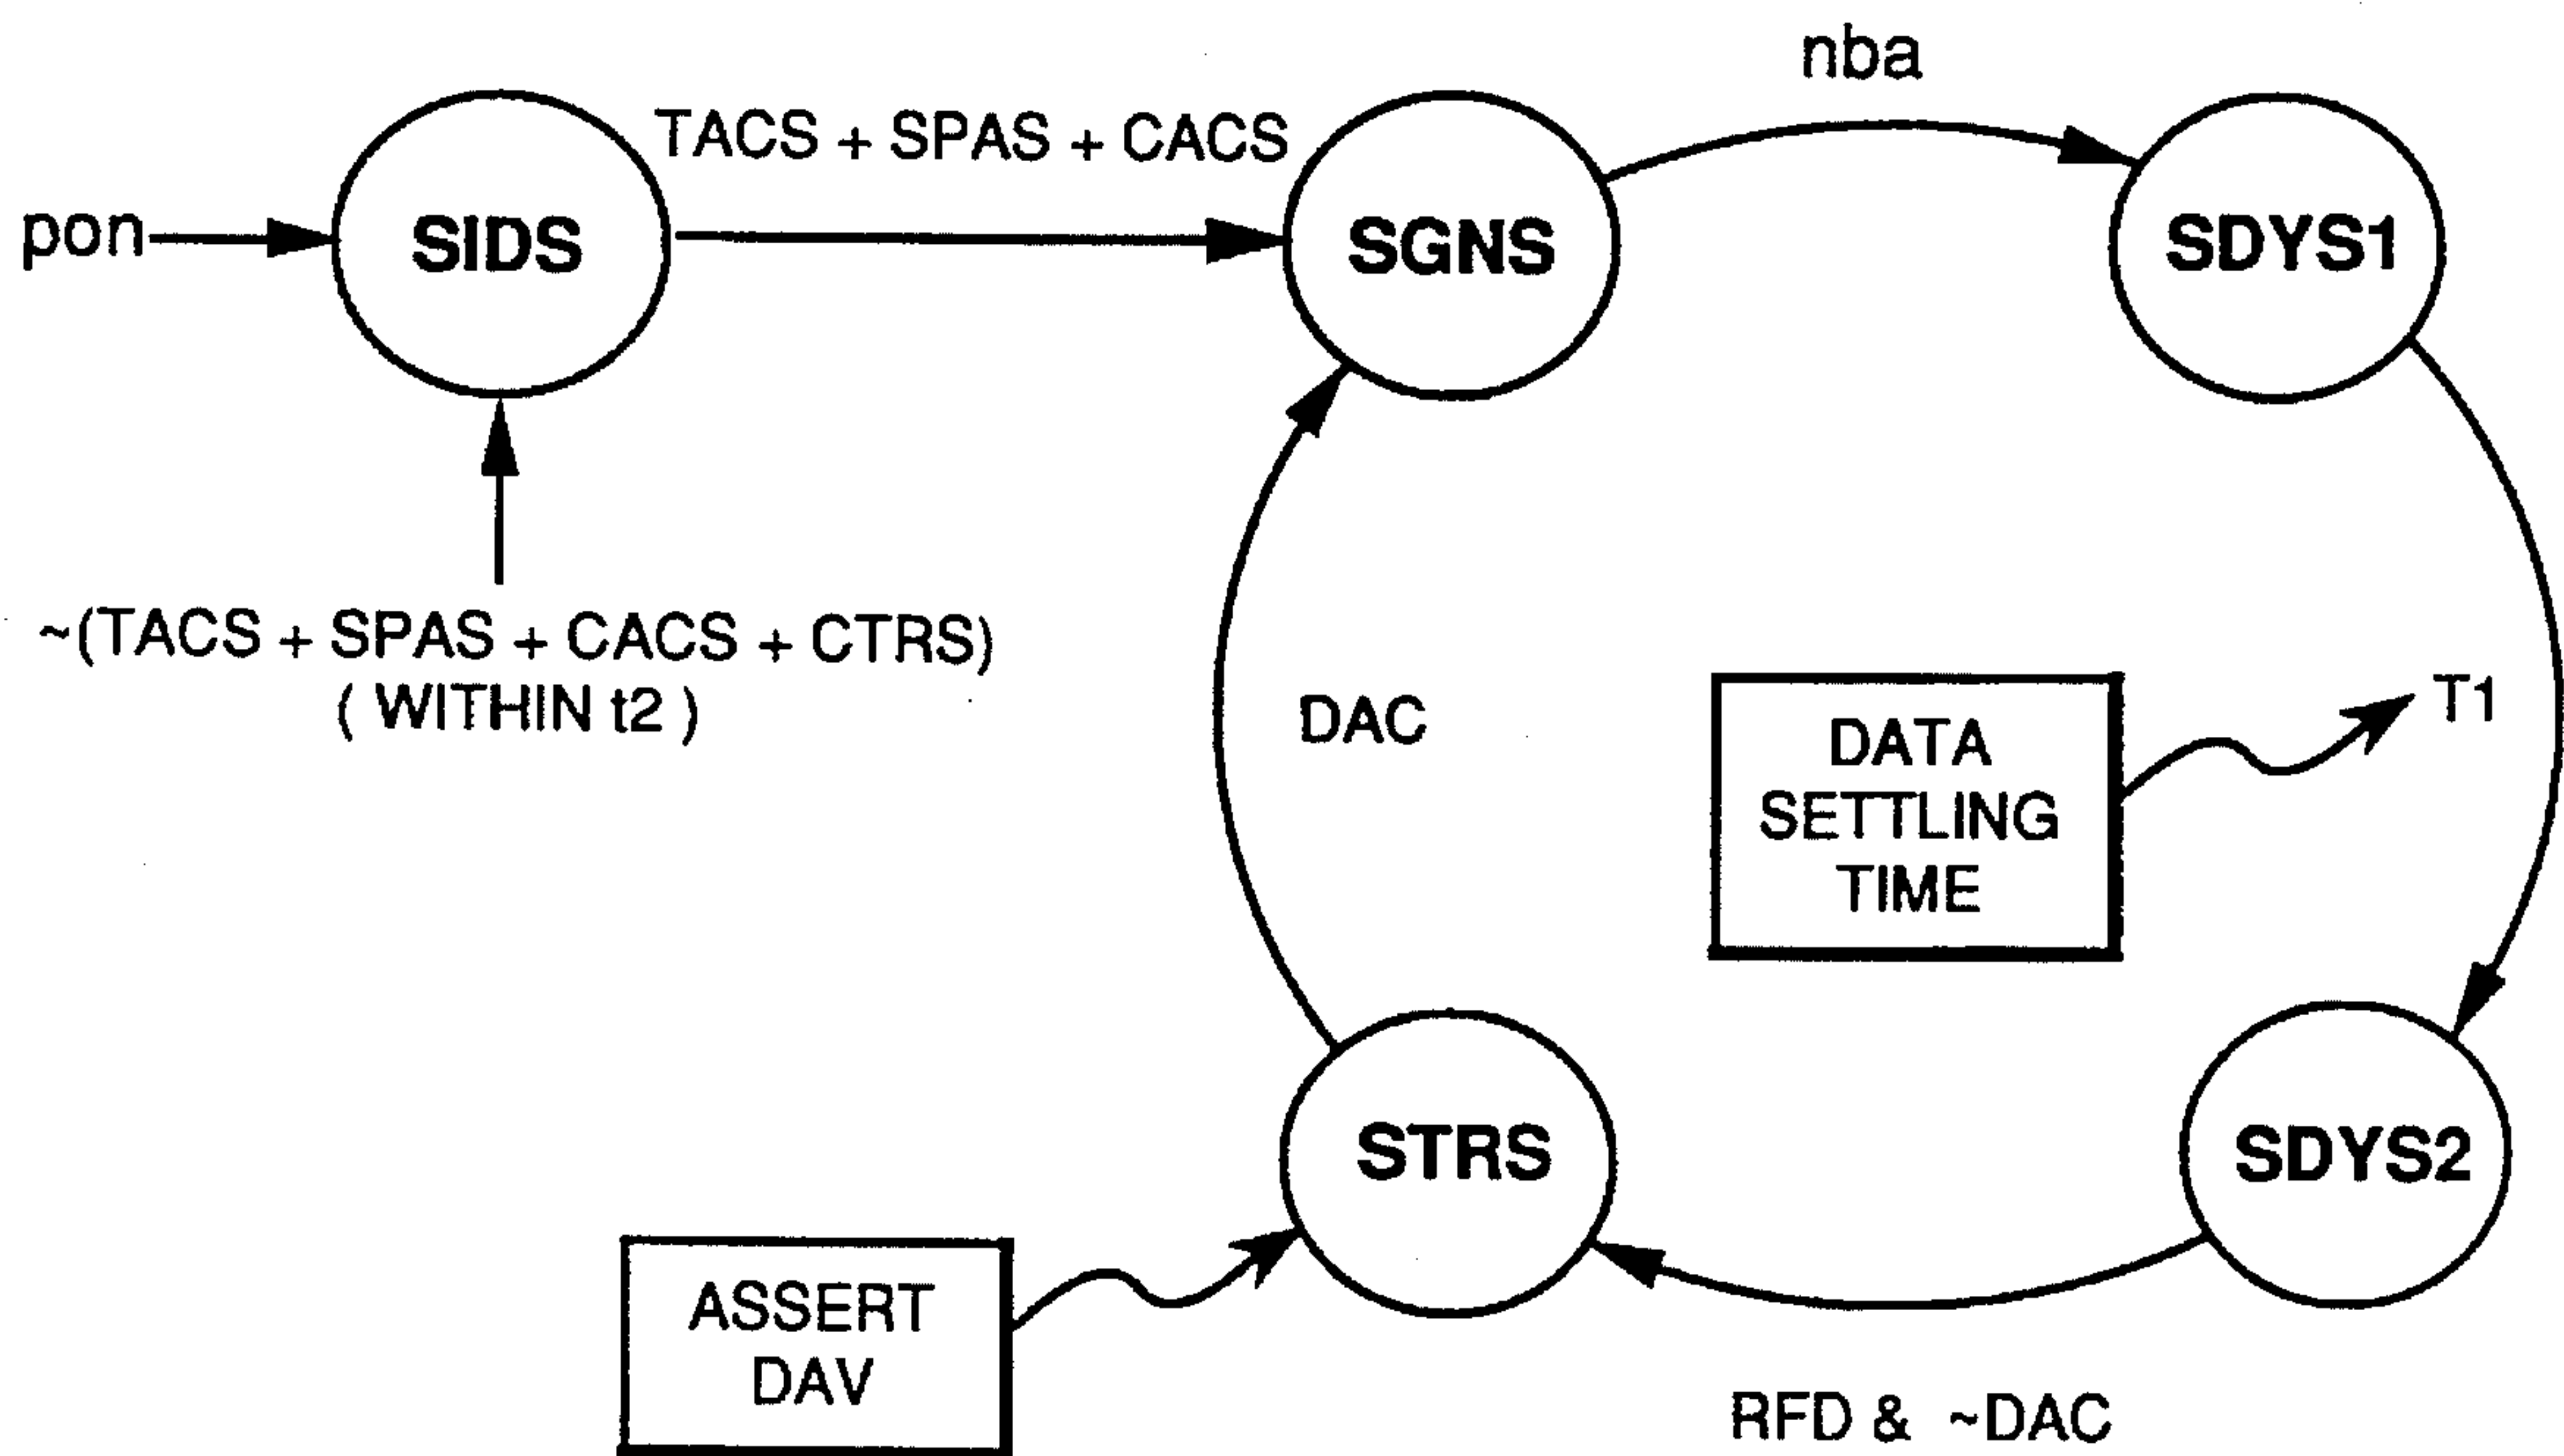 nba
TACS + SPAS + CACS
pon
SIDS
SGNS
SDYS1
~(TACS + SPAS + CACS + CTRS)
( WITHIN t2 )
DAC
DATA
SETTLING
TIME
T1
STRS
SDYS2
ASSERT
DAV
RFD & ~DAC